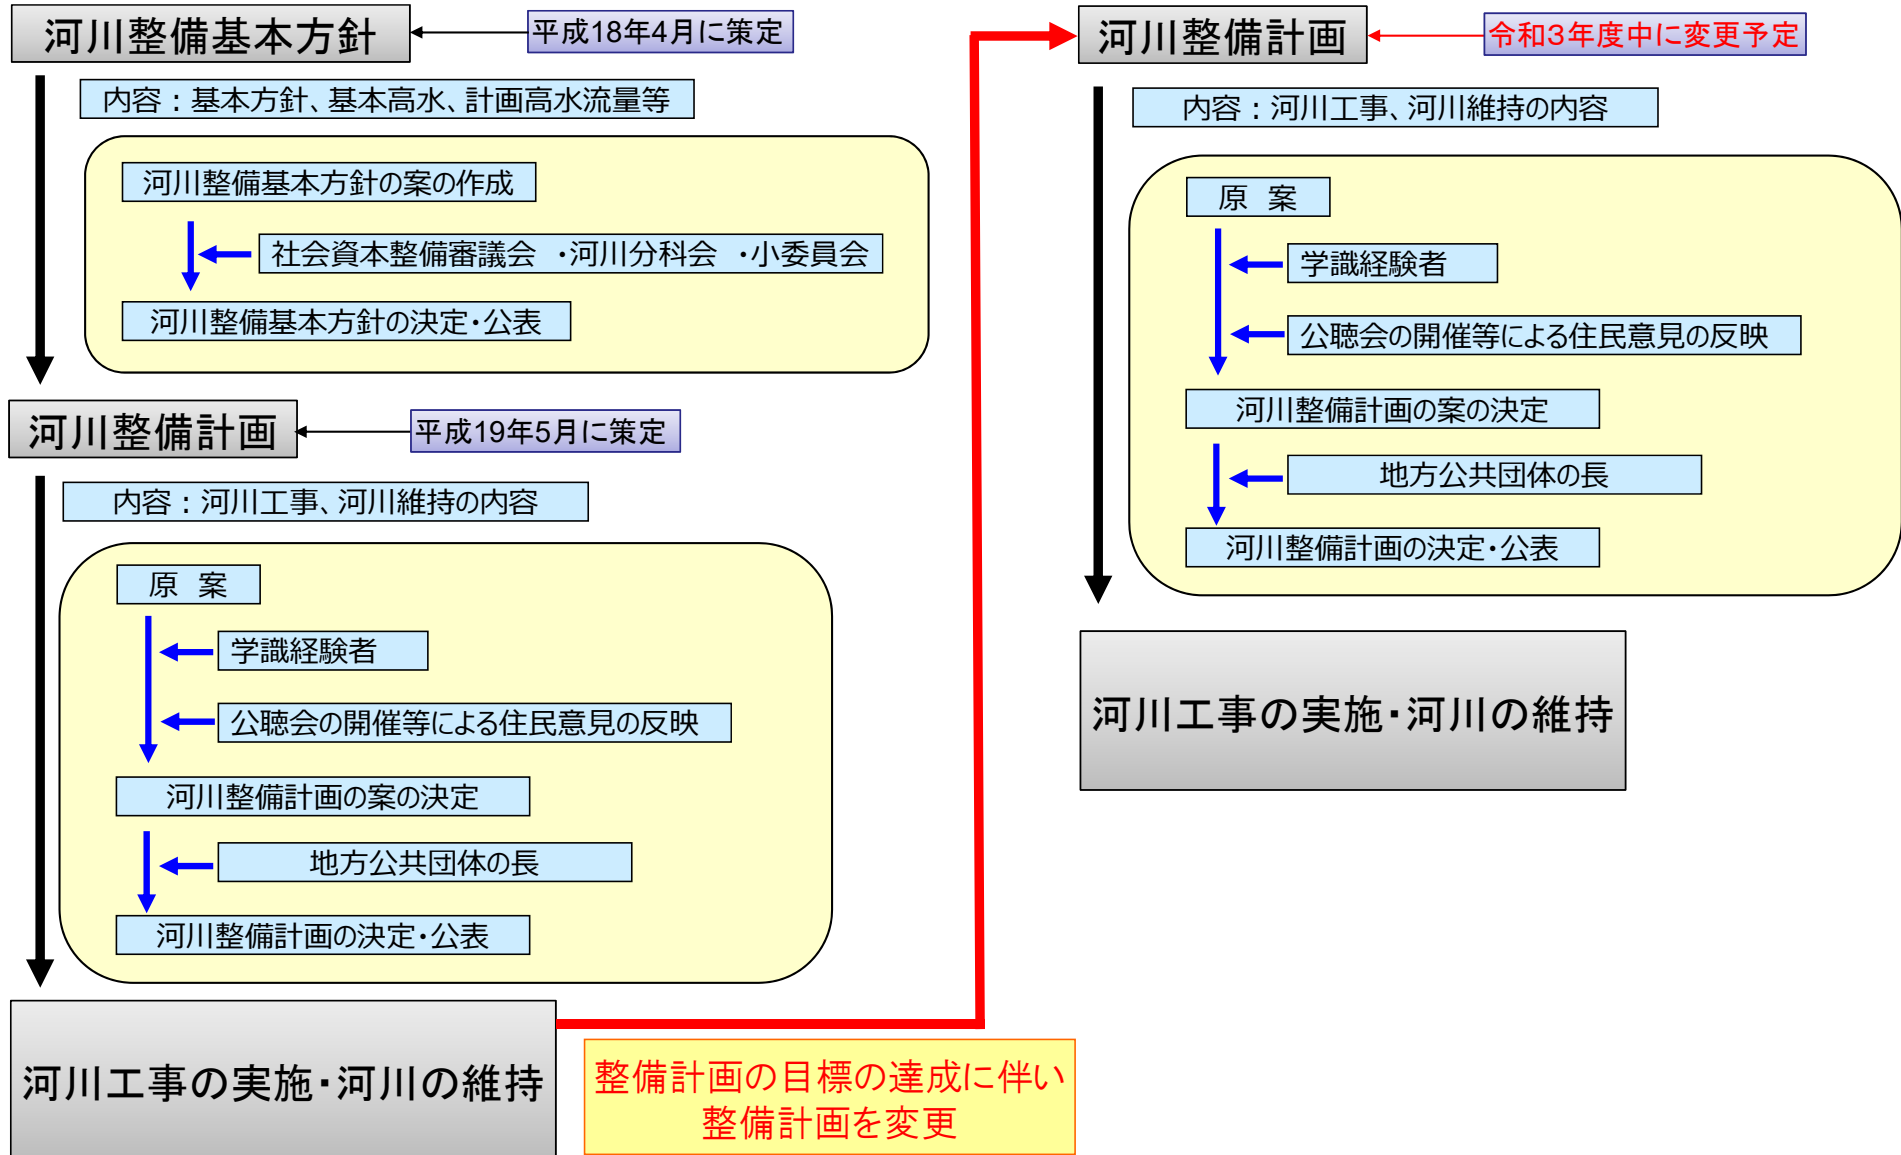 河川整備基本方針
平成18年4月に策定
内容：基本方針、基本高水、計画高水流量等
河川整備基本方針の案の作成
社会資本整備審議会 ・河川分科会 ・小委員会
河川整備基本方針の決定・公表
河川整備計画
平成19年5月に策定
内容：河川工事、河川維持の内容
原 案
学識経験者
公聴会の開催等による住民意見の反映
河川整備計画の案の決定
地方公共団体の長
河川整備計画の決定・公表
河川工事の実施・河川の維持
整備計画の目標の達成に伴い
整備計画を変更
河川整備計画
令和3年度中に変更予定
内容：河川工事、河川維持の内容
原 案
学識経験者
公聴会の開催等による住民意見の反映
河川整備計画の案の決定
地方公共団体の長
河川整備計画の決定・公表
河川工事の実施・河川の維持